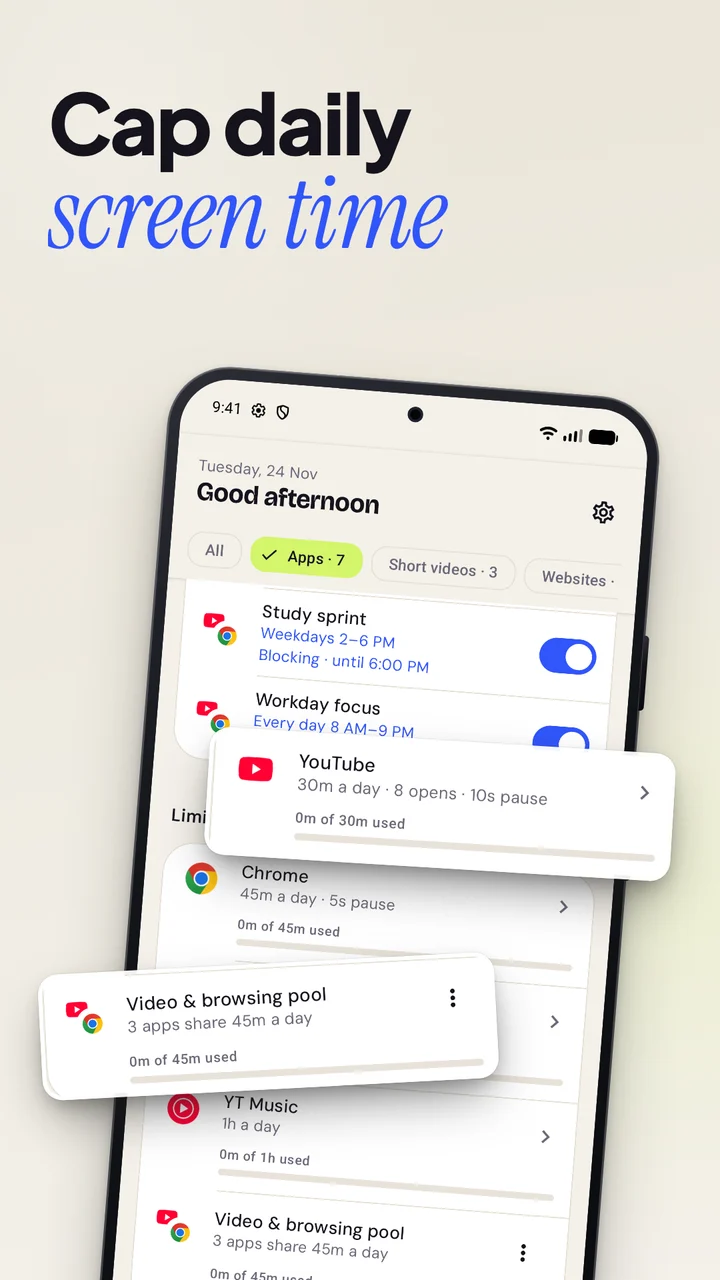 Cap daily
screen time
9:41
Tuesday, 24 Nov
Good afternoon
All
Apps · 7
Short videos · 3
Websites ·
Study sprint
Weekdays 2–6 PM
Blocking · until 6:00 PM
Workday focus
Every day 8 AM–9 PM
YouTube
30m a day · 8 opens · 10s pause
0m of 30m used
Limi
Chrome
45m a day · 5s pause
0m of 45m used
Video & browsing pool
3 apps share 45m a day
0m of 45m used
YT Music
1h a day
0m of 1h used
Video & browsing pool
3 apps share 45m a day
0m of 45m used